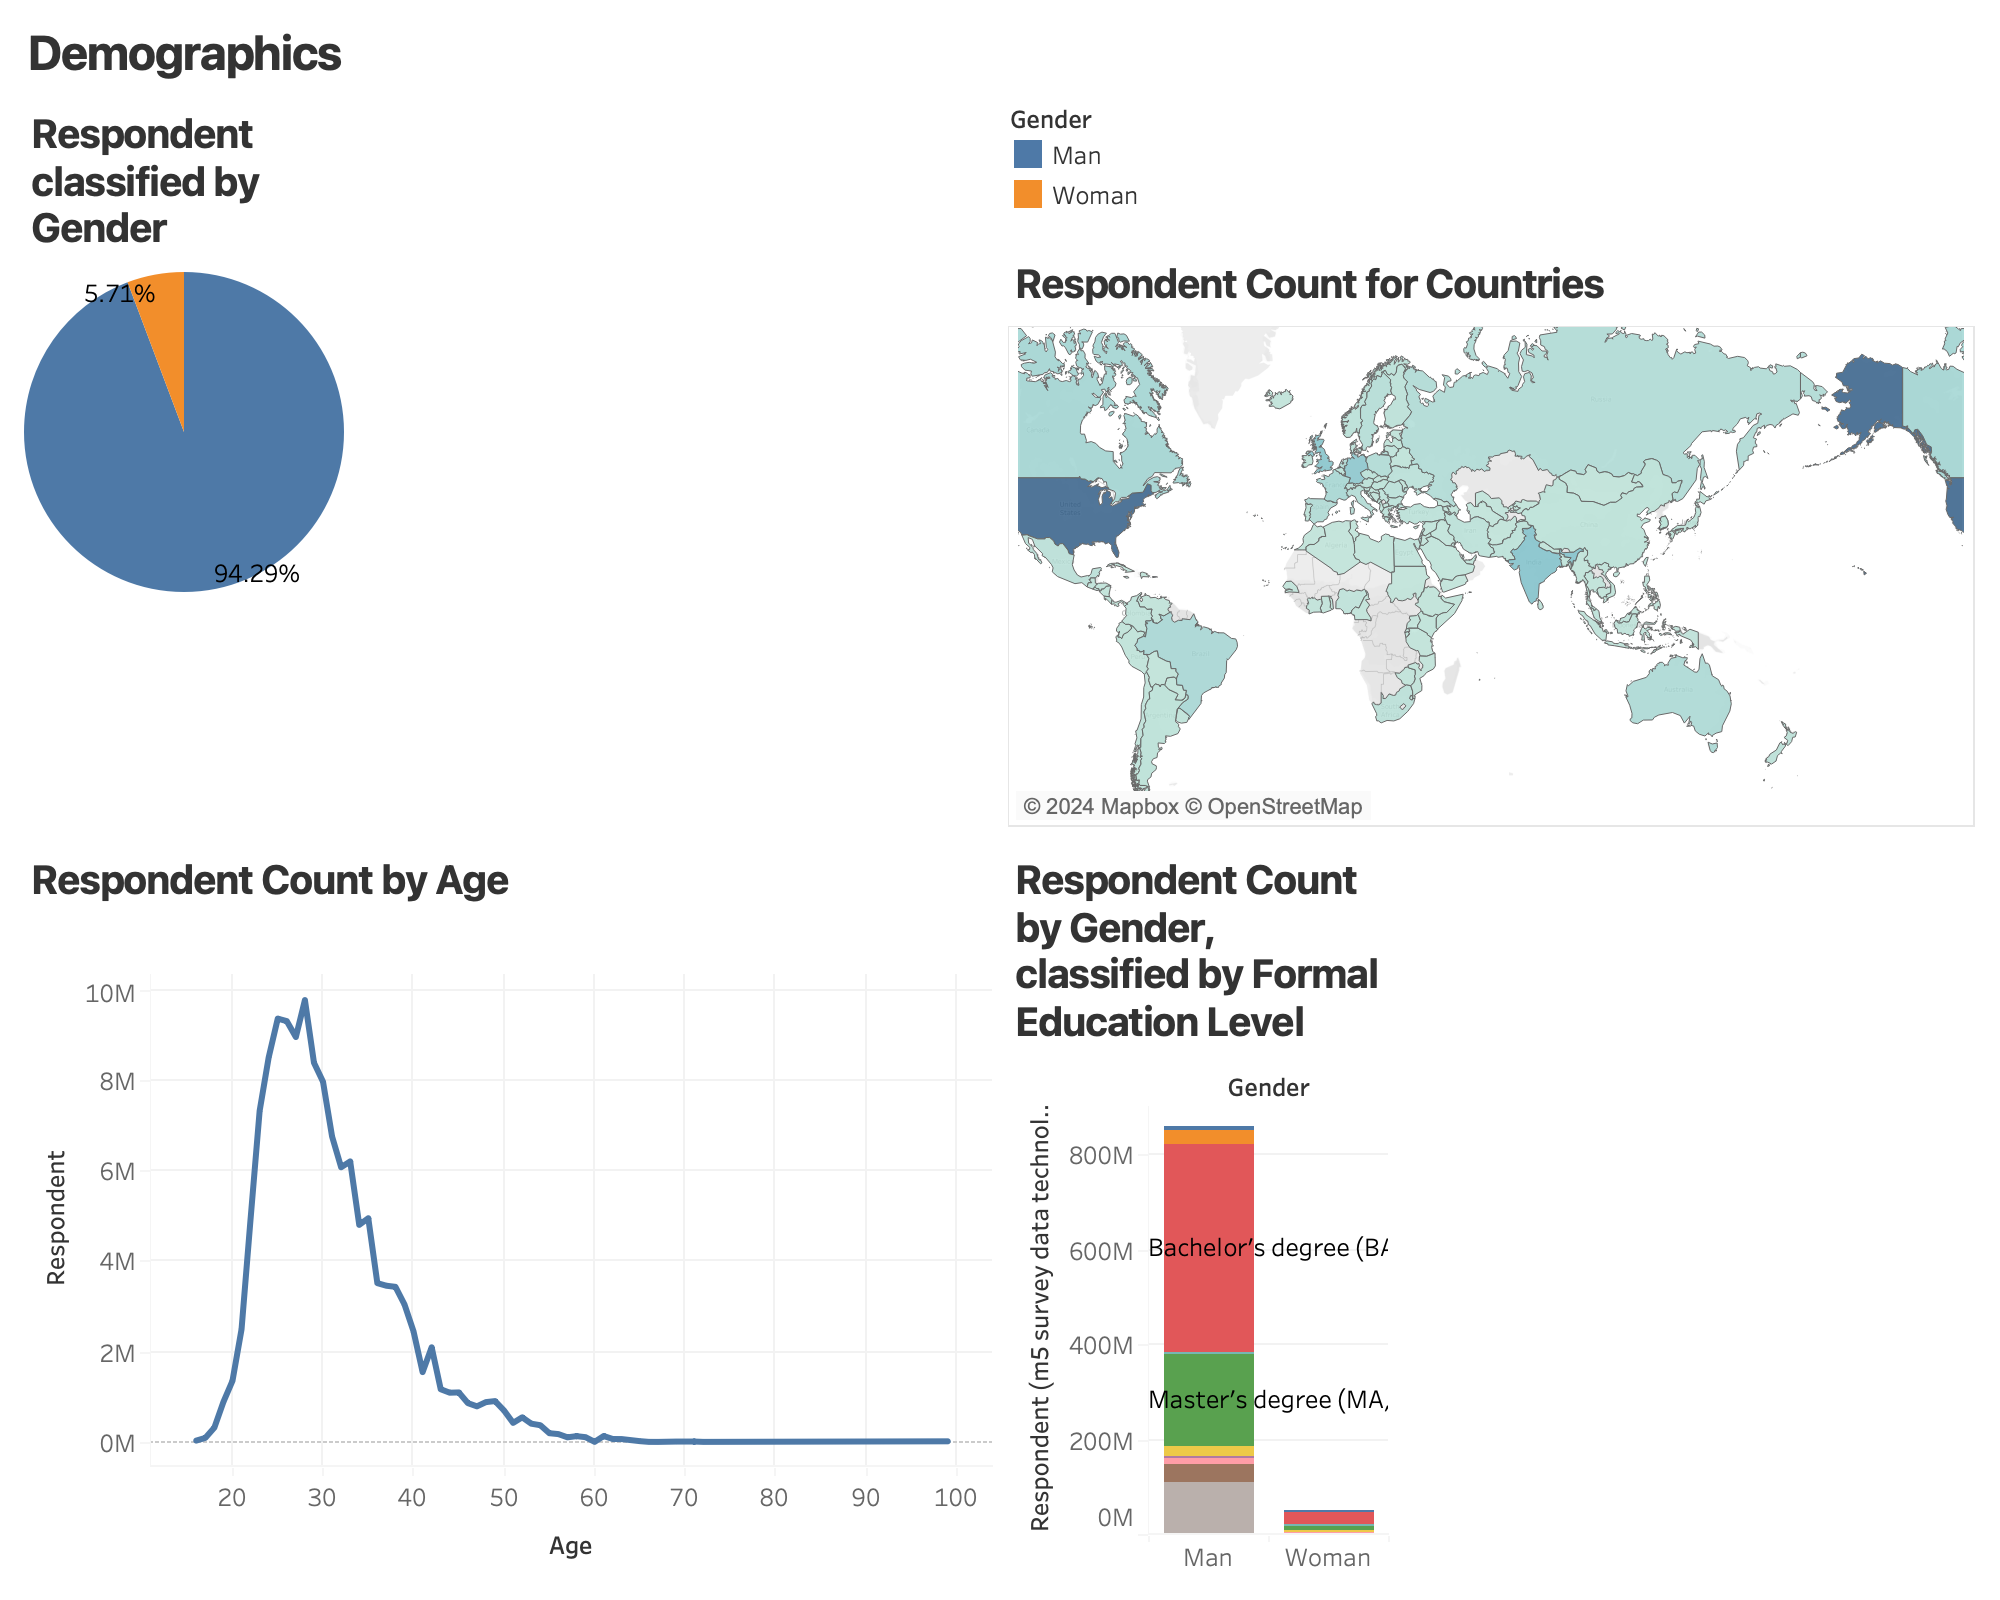 Demographics
Respondent
classified by
Gender
5.71%
94.29%
Gender
Man
Woman
Respondent Count for Countries
© 2024 Mapbox © OpenStreetMap
Respondent Count by Age
Respondent
10M
8M
6M
4M
2M
0M
20 30 40 50 60 70 80 90 100
Age
Respondent Count
by Gender,
classified by Formal
Education Level
Gender
Respondent (m5 survey data technol..
800M
600M
400M
200M
0M
Bachelor's degree (BA
Master's degree (MA,
Man Woman